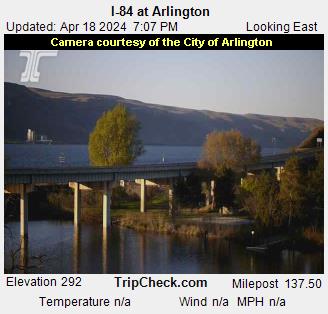 I-84 at Arlington
Updated: Apr 18 2024 7:07 PM Looking East
Camera courtesy of the City of Arlington
Elevation 292 TripCheck.com Milepost 137.50
Temperature n/a Wind n/a MPH n/a